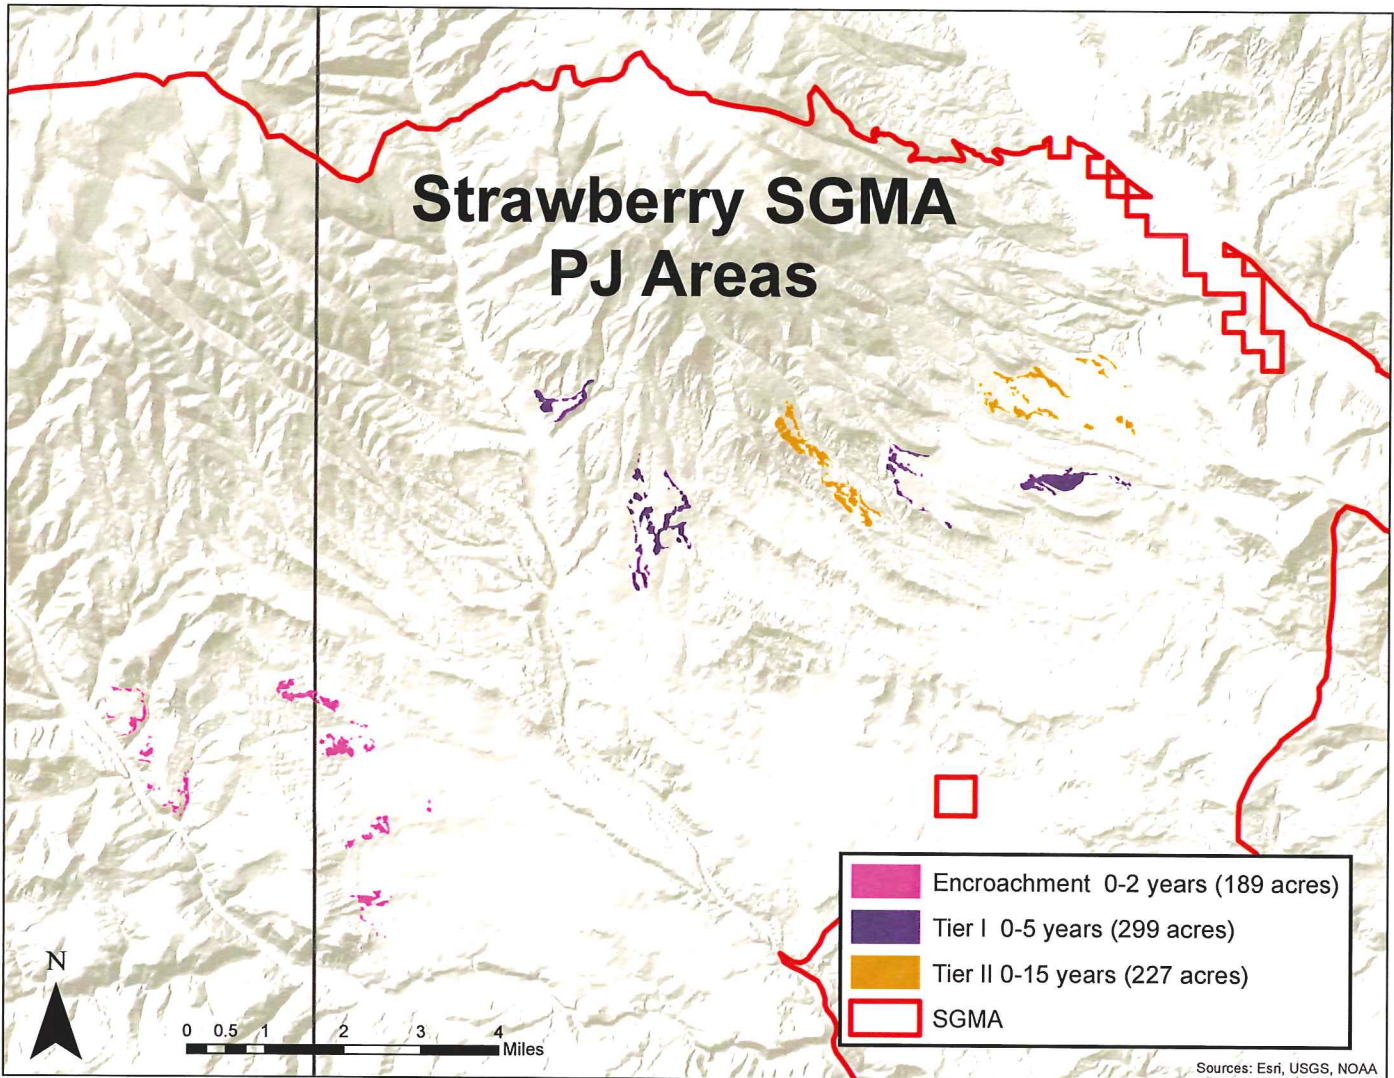 Strawberry SGMA
PJ Areas
Encroachment 0-2 years (189 acres)
Tier I 0-5 years (299 acres)
Tier II 0-15 years (227 acres)
SGMA
N
0 0.5 1 2 3 4
Miles
Sources: Esri, USGS, NOAA